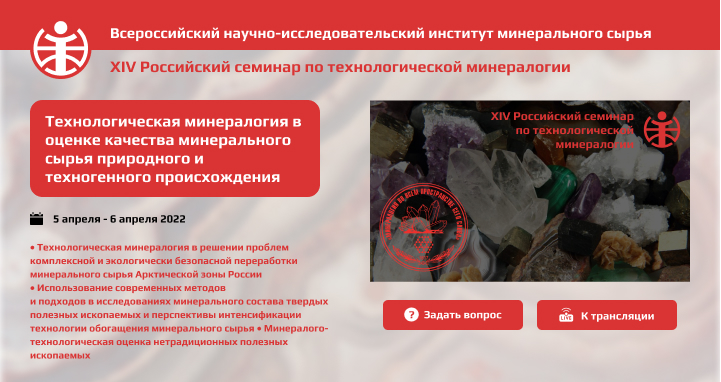 Всероссийский научно-исследовательский институт минерального сырья
XIV Российский семинар по технологической минералогии
Технологическая минералогия в
оценке качества минерального
сырья природного и
техногенного происхождения
5 апреля - 6 апреля 2022
• Технологическая минералогия в решении проблем
комплексной и экологически безопасной переработки
минерального сырья Арктической зоны России
• Использование современных методов
и подходов в исследованиях минерального состава твердых
полезных ископаемых и перспективы интенсификации
технологии обогащения минерального сырья • Минералого-
технологическая оценка нетрадиционных полезных
ископаемых
XIV Российский семинар
по технологической
минералогии
? Задать вопрос
LIVE К трансляции